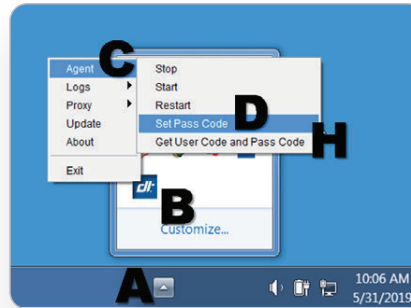 Agent
C
Stop
Logs
Start
Proxy
Restart
Update
Set Pass Code
D
About
Get User Code and Pass Code
H
Exit
dl
B
Customize...
A
10:06 AM
5/31/2019